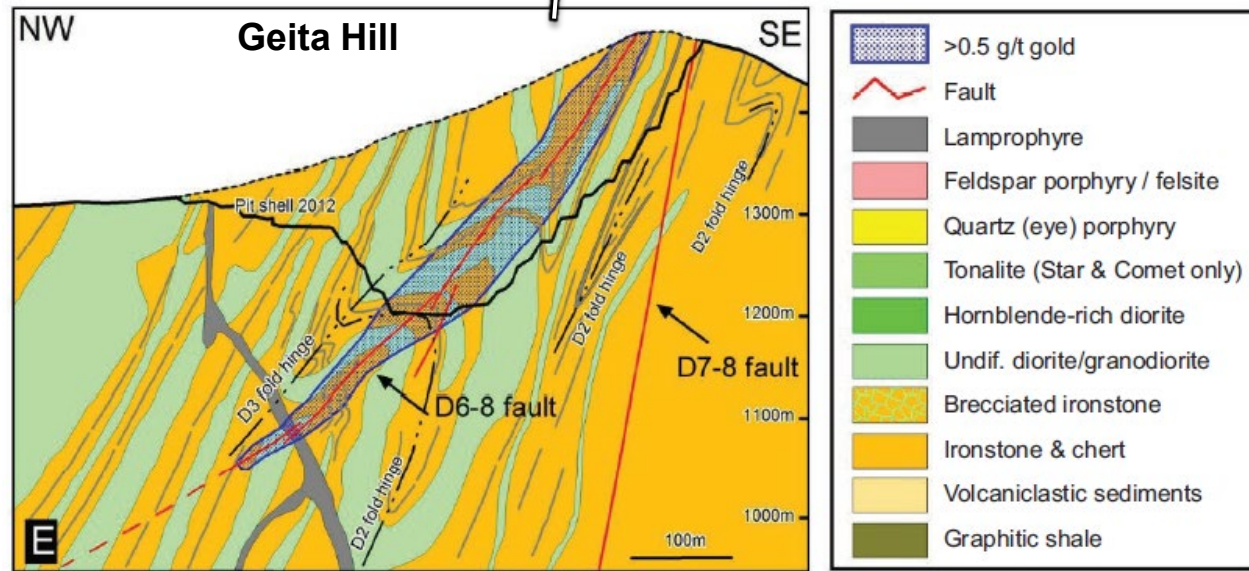 NW
Geita Hill
SE
Pit shell 2012
D2 fold hinge
1300m
D2 fold hinge
1200m
D3 fold hinge
D7-8 fault
D6-8 fault
1100m
D2 fold hinge
1000m
E
100m
>0.5 g/t gold
Fault
Lamprophyre
Feldspar porphyry / felsite
Quartz (eye) porphyry
Tonalite (Star & Comet only)
Hornblende-rich diorite
Undif. diorite/granodiorite
Brecciated ironstone
Ironstone & chert
Volcaniclastic sediments
Graphitic shale